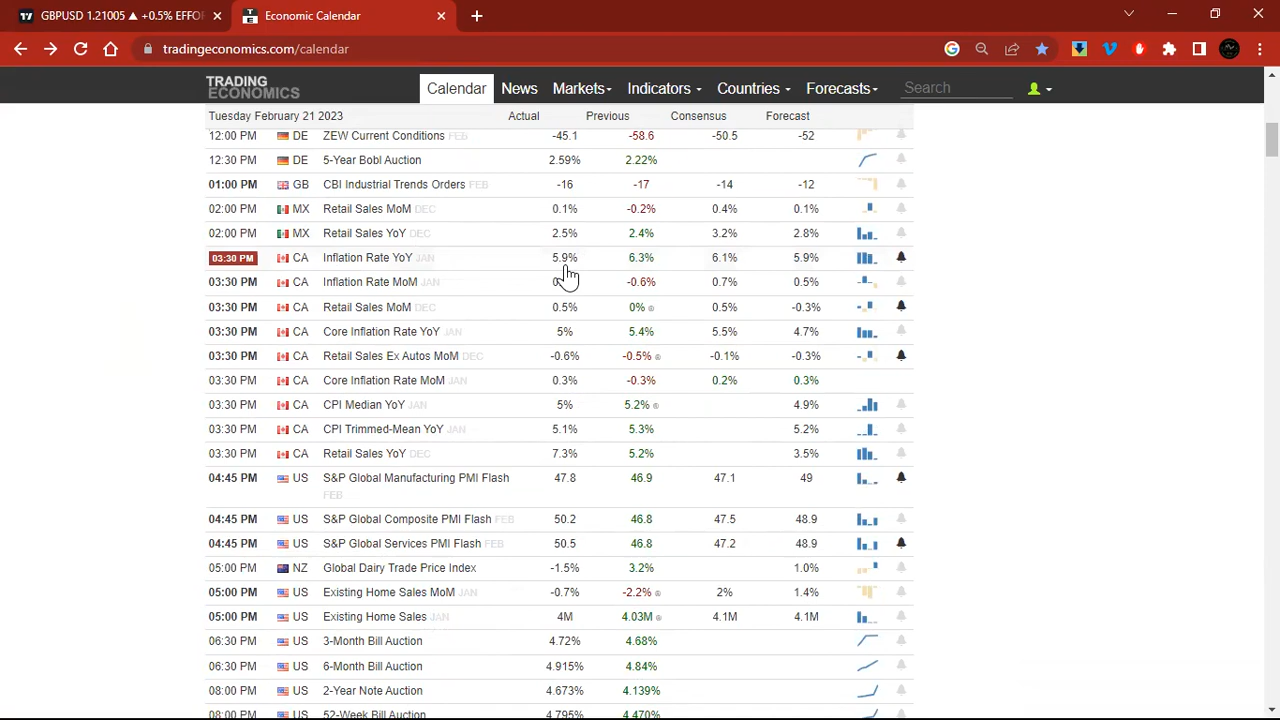 GBPUSD 1.21005 ▲ +0.5% EFFO
Economic Calendar
tradingeconomics.com/calendar
TRADING ECONOMICS
Calendar News Markets Indicators Countries Forecasts Search
Tuesday February 21 2023 Actual Previous Consensus Forecast
12:00 PM DE ZEW Current Conditions FEB -45.1 -58.6 -50.5 -52
12:30 PM DE 5-Year Bobl Auction 2.59% 2.22%
01:00 PM GB CBI Industrial Trends Orders FEB -16 -17 -14 -12
02:00 PM MX Retail Sales MoM DEC 0.1% -0.2% 0.4% 0.1%
02:00 PM MX Retail Sales YoY DEC 2.5% 2.4% 3.2% 2.8%
03:30 PM CA Inflation Rate YoY JAN 5.9% 6.3% 6.1% 5.9%
03:30 PM CA Inflation Rate MoM JAN -0.6% 0.7% 0.5%
03:30 PM CA Retail Sales MoM DEC 0.5% 0% ® 0.5% -0.3%
03:30 PM CA Core Inflation Rate YoY JAN 5% 5.4% 5.5% 4.7%
03:30 PM CA Retail Sales Ex Autos MoM DEC -0.6% -0.5% ® -0.1% -0.3%
03:30 PM CA Core Inflation Rate MoM JAN 0.3% -0.3% 0.2% 0.3%
03:30 PM CA CPI Median YoY JAN 5% 5.2% ® 4.9%
03:30 PM CA CPI Trimmed-Mean YoY JAN 5.1% 5.3% 5.2%
03:30 PM CA Retail Sales YoY DEC 7.3% 5.2% 3.5%
04:45 PM US S&P Global Manufacturing PMI Flash 47.8 46.9 47.1 49
FEB
04:45 PM US S&P Global Composite PMI Flash FEB 50.2 46.8 47.5 48.9
04:45 PM US S&P Global Services PMI Flash FEB 50.5 46.8 47.2 48.9
05:00 PM NZ Global Dairy Trade Price Index -1.5% 3.2% 1.0%
05:00 PM US Existing Home Sales MoM JAN -0.7% -2.2% ® 2% 1.4%
05:00 PM US Existing Home Sales JAN 4M 4.03M ® 4.1M 4.1M
06:30 PM US 3-Month Bill Auction 4.72% 4.68%
06:30 PM US 6-Month Bill Auction 4.915% 4.84%
08:00 PM US 2-Year Note Auction 4.673% 4.139%
08:00 PM US 52-Week Bill Auction 4.795% 4.470%